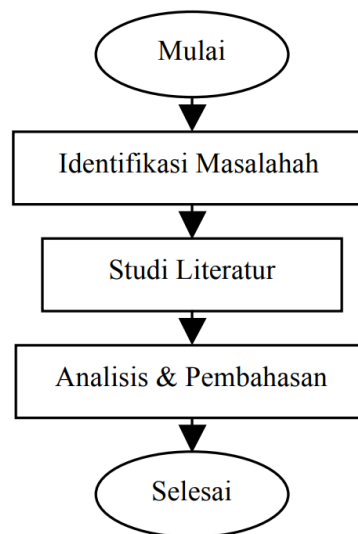 Mulai
Identifikasi Masalahah
Studi Literatur
Analisis & Pembahasan
Selesai